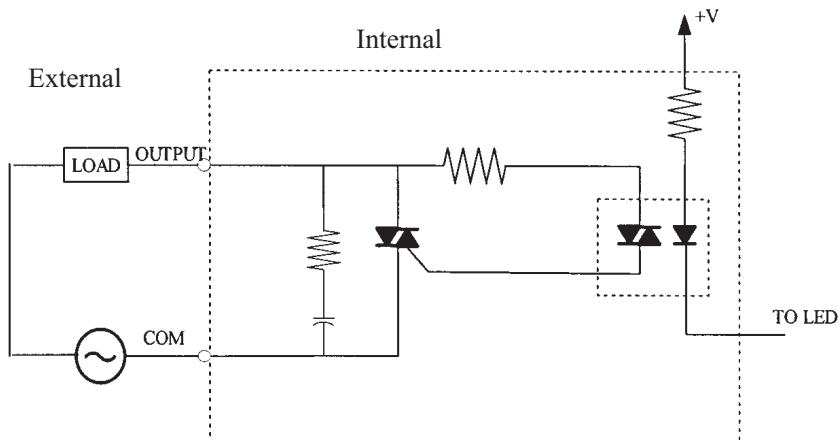 +V
Internal
External
OUTPUT
LOAD
COM
TO LED